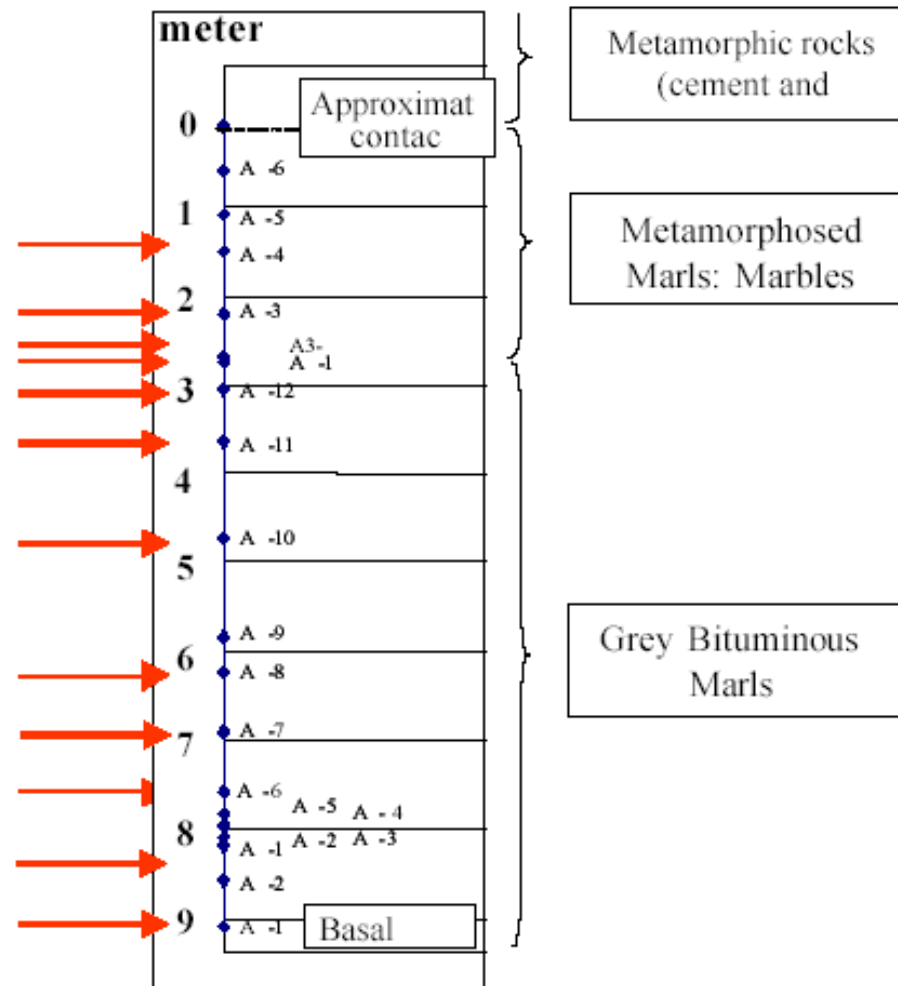 meter
Metamorphic rocks
(cement and
Approximat
contac
0
A -6
1
A -5
A -4
Metamorphosed
Marls: Marbles
2
A -3
A3-
A -1
3
A -12
A -11
4
A -10
5
A -9
6
A -8
Grey Bituminous
Marls
A -7
7
A -6
A -5
A - 4
8
A -1
A -2
A -3
A -2
9
A -1
Basal